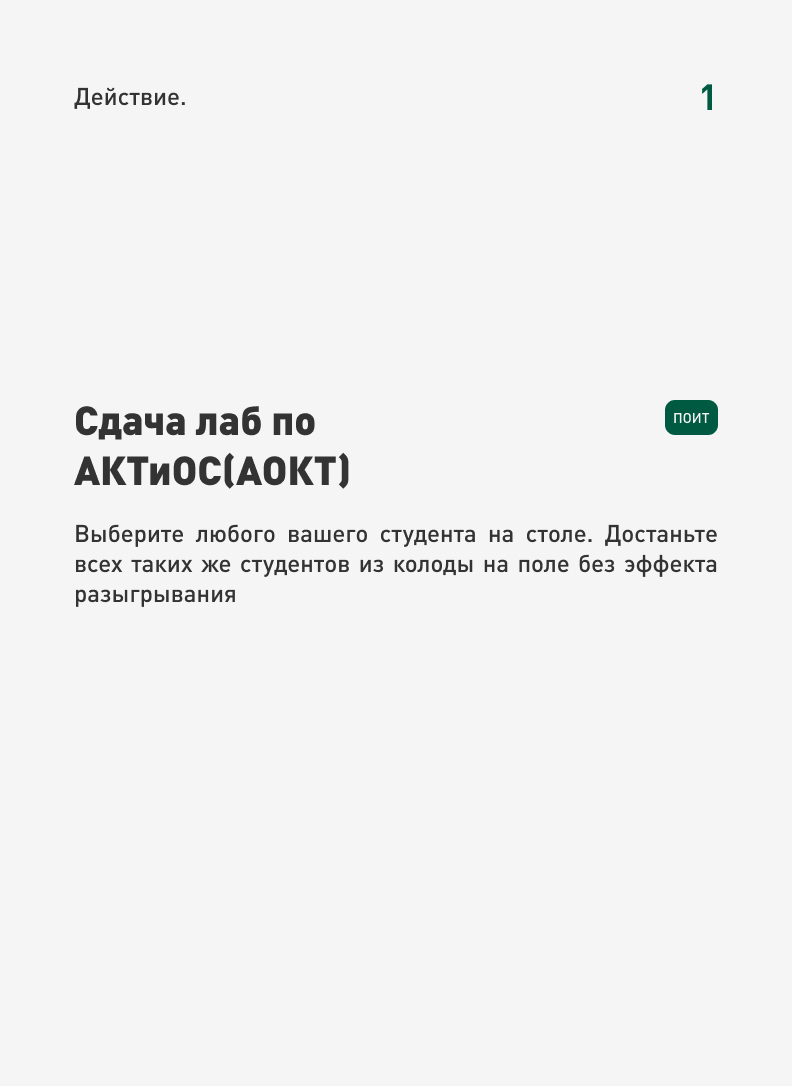 Действие.
1
Сдача лаб по
АКТиОС(АОКТ)
ПОИТ
Выберите любого вашего студента на столе. Достаньте
всех таких же студентов из колоды на поле без эффекта
разыгрывания